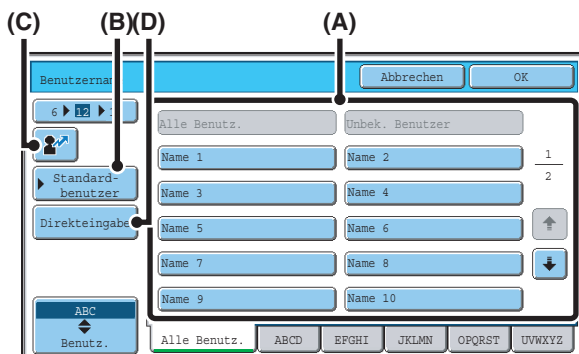 (C) (B)(D) (A)
Benutzernam
Abbrechen
OK
6 12 1
Alle Benutz.
Unbek. Benutzer
Name 1
Name 2
1
2
Standard-
benutzer
Name 3
Name 4
Direkteingabe
Name 5
Name 6
Name 7
Name 8
Name 9
Name 10
ABC
Benutz.
Alle Benutz.
ABCD
EFGHI
JKLMN
OPQRST
UVWXYZ